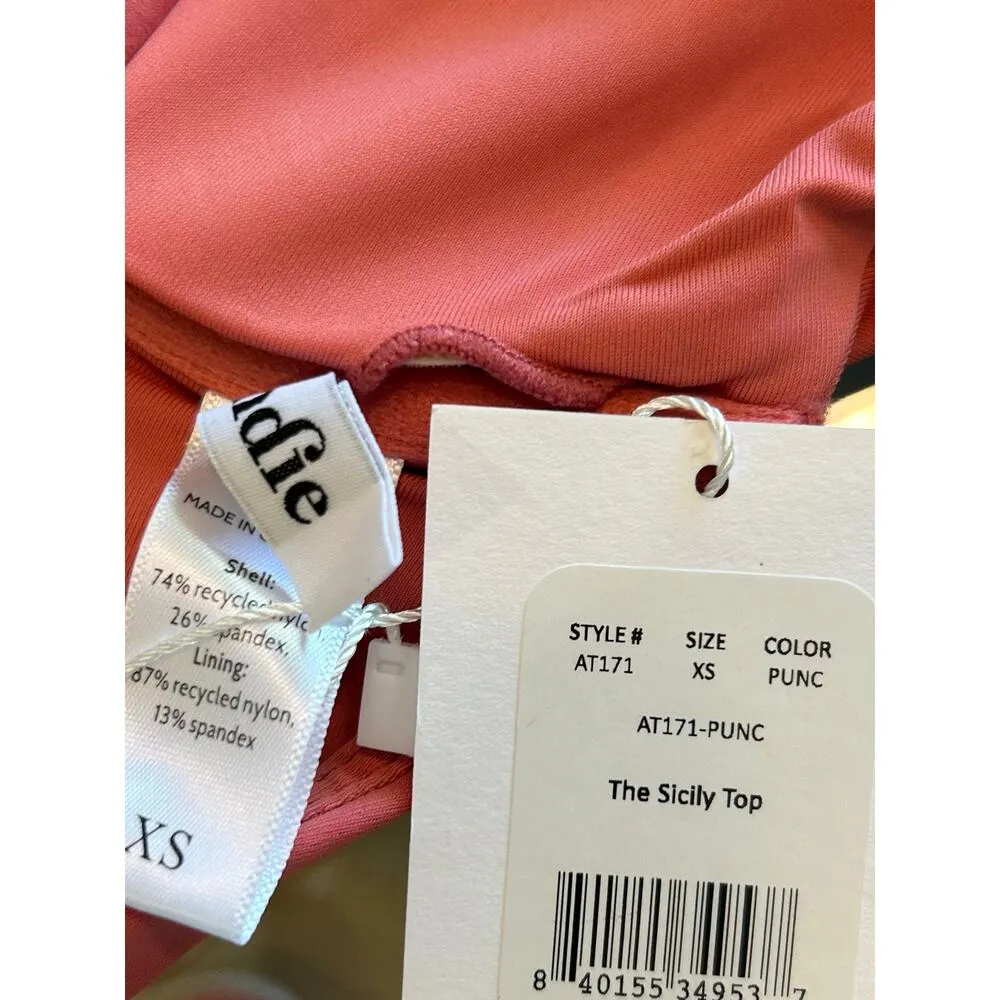 ndie
MADE IN
Shell:
74% recycled nylon,
26% spandex,
Lining:
87% recycled nylon,
13% spandex
XS
STYLE # SIZE COLOR
AT171 XS PUNC
AT171-PUNC
The Sicily Top
8 40155 34953 7